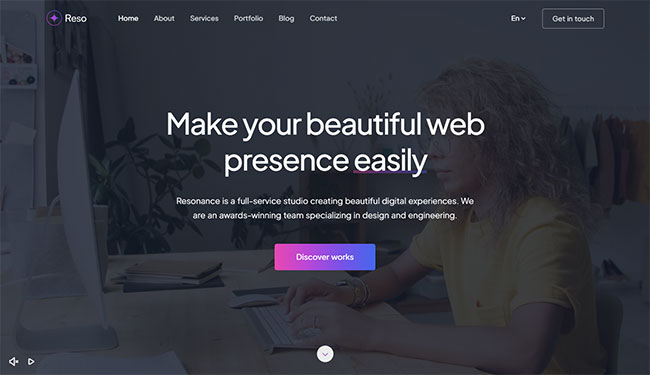 Reso
Home About Services Portfolio Blog Contact
En
Get in touch
Make your beautiful web
presence easily
Resonance is a full-service studio creating beautiful digital experiences. We
are an awards-winning team specializing in design and engineering.
Discover works